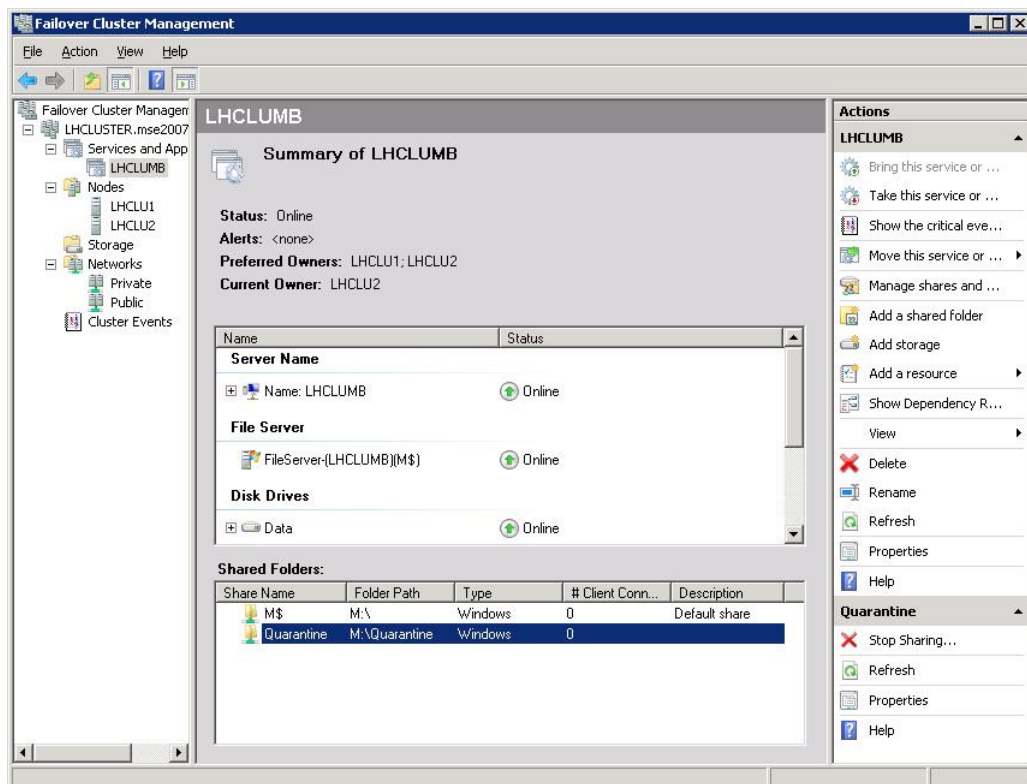 Failover Cluster Management
File Action View Help
Failover Cluster Managem
LHCLUSTER.mse2007
Services and App
LHCLUMB
Nodes
LHCLU1
LHCLU2
Storage
Networks
Private
Public
Cluster Events
LHCLUMB
Summary of LHCLUMB
Status: Online
Alerts: <none>
Preferred Owners: LHCLU1; LHCLU2
Current Owner: LHCLU2
Name Status
Server Name
Name: LHCLUMB Online
File Server
FileServer-(LHCLUMB)(M$) Online
Disk Drives
Data Online
Shared Folders:
Share Name Folder Path Type # Client Conn... Description
M$ M:\ Windows 0 Default share
Quarantine M:\Quarantine Windows 0
Actions
LHCLUMB
Bring this service or ...
Take this service or ...
Show the critical eve...
Move this service or ...
Manage shares and ...
Add a shared folder
Add storage
Add a resource
Show Dependency R...
View
Delete
Rename
Refresh
Properties
Help
Quarantine
Stop Sharing...
Refresh
Properties
Help